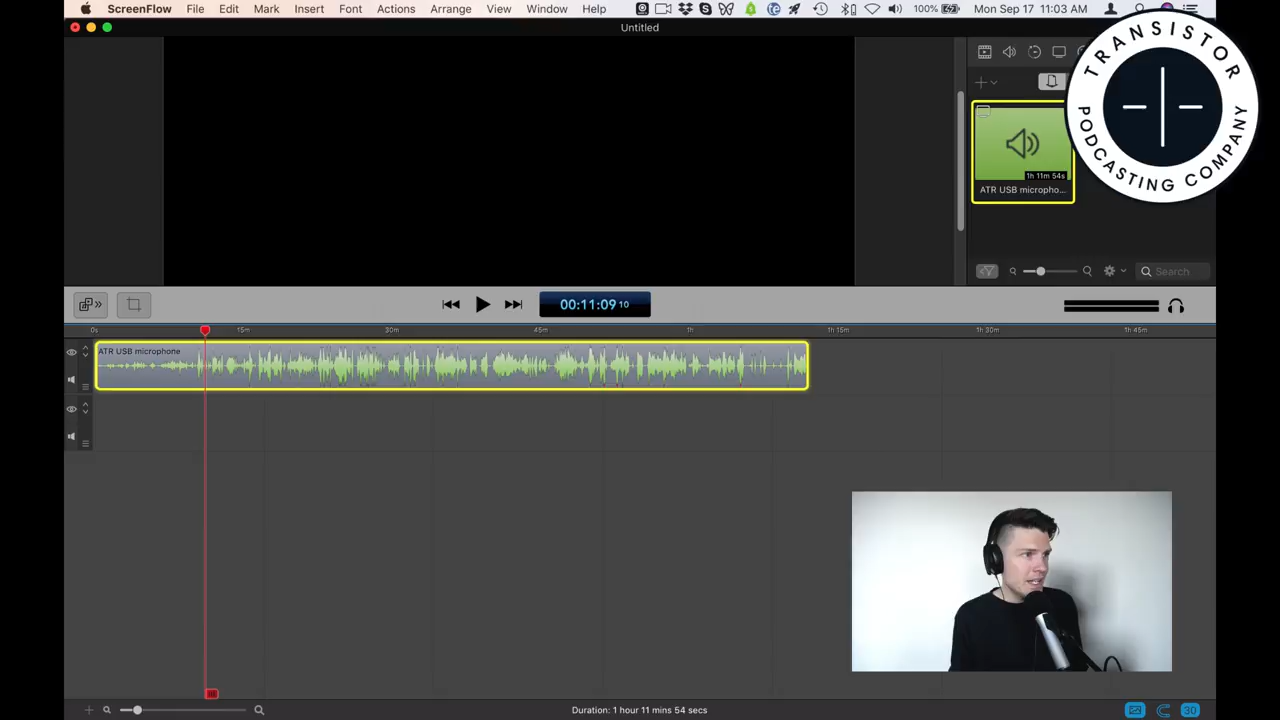 ScreenFlow File Edit Mark Insert Font Actions Arrange View Window Help 100% Mon Sep 17 11:03 AM
Untitled
TRANSISTOR
PODCASTING COMPANY
1h 11m 54s
ATR USB micropho...
Search
00:11:09 10
0s 15m 30m 45m 1h 1h 15m 1h 30m 1h 45m
ATR USB microphone
Duration: 1 hour 11 mins 54 secs
30